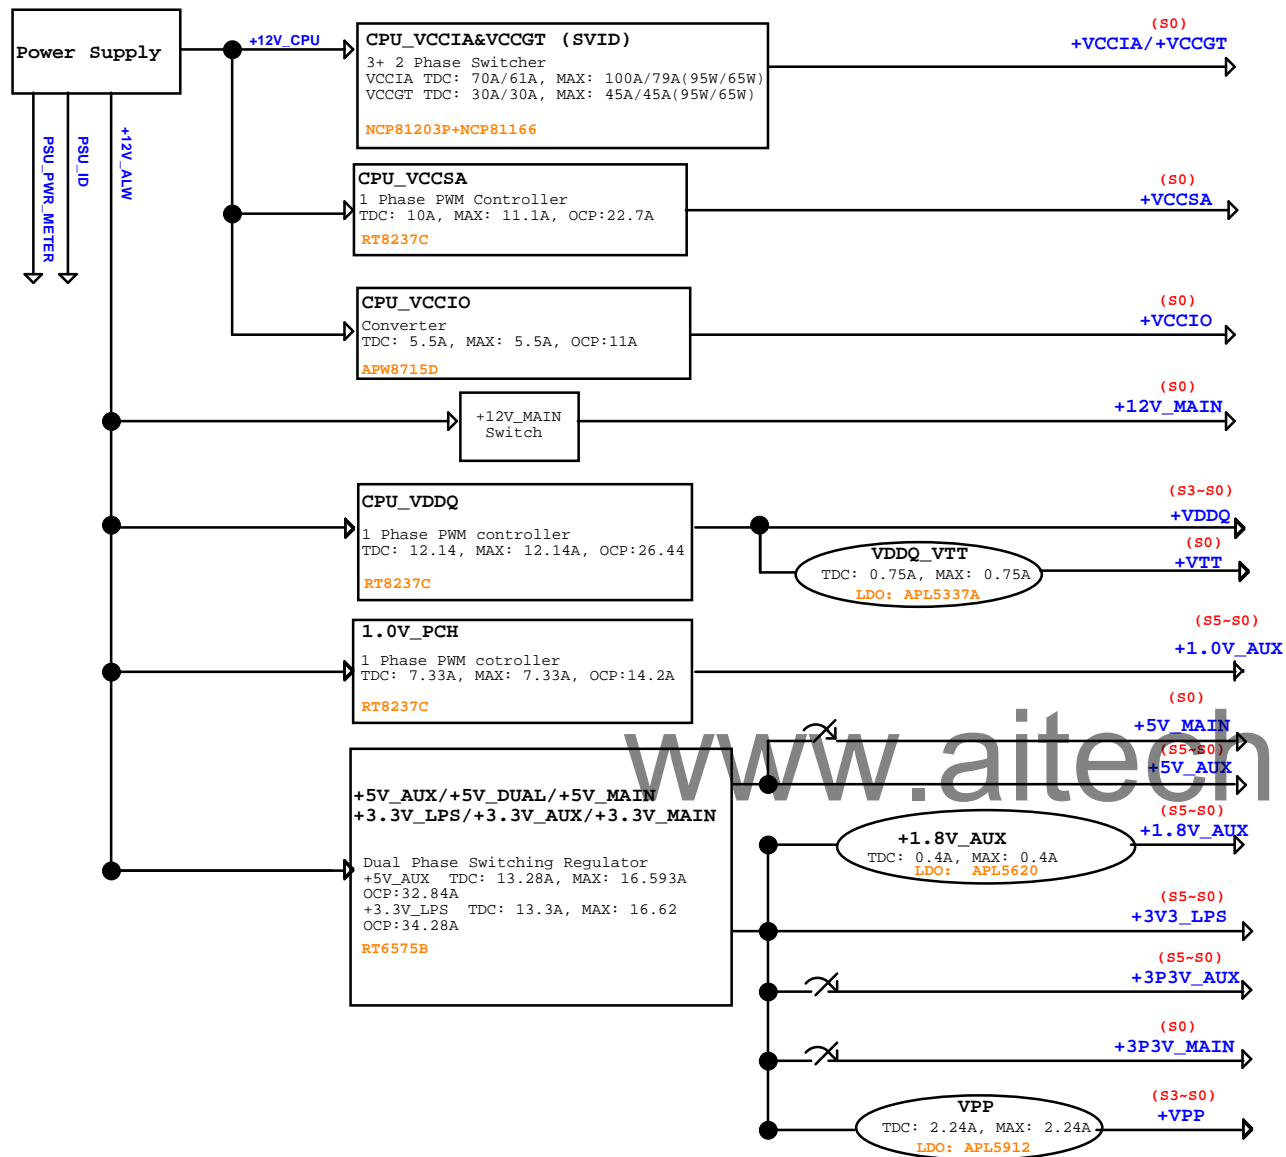 Power Supply
+12V_CPU
PSU_PWR_METER
PSU_ID
+12V_ALW
CPU_VCCIA&VCCGT (SVID)
3+ 2 Phase Switcher
VCCIA TDC: 70A/61A, MAX: 100A/79A(95W/65W)
VCCGT TDC: 30A/30A, MAX: 45A/45A(95W/65W)
NCP81203P+NCP81166
(S0)
+VCCIA/+VCCGT
CPU_VCCSA
1 Phase PWM Controller
TDC: 10A, MAX: 11.1A, OCP:22.7A
RT8237C
(S0)
+VCCSA
CPU_VCCIO
Converter
TDC: 5.5A, MAX: 5.5A, OCP:11A
APW8715D
(S0)
+VCCIO
+12V_MAIN
Switch
(S0)
+12V_MAIN
CPU_VDDQ
1 Phase PWM controller
TDC: 12.14, MAX: 12.14A, OCP:26.44
RT8237C
(S3~S0)
+VDDQ
VDDQ_VTT
TDC: 0.75A, MAX: 0.75A
LDO: APL5337A
(S0)
+VTT
1.0V_PCH
1 Phase PWM cotroller
TDC: 7.33A, MAX: 7.33A, OCP:14.2A
RT8237C
(S5~S0)
+1.0V_AUX
+5V_AUX/+5V_DUAL/+5V_MAIN
+3.3V_LPS/+3.3V_AUX/+3.3V_MAIN
Dual Phase Switching Regulator
+5V_AUX TDC: 13.28A, MAX: 16.593A
OCP:32.84A
+3.3V_LPS TDC: 13.3A, MAX: 16.62
OCP:34.28A
RT6575B
(S0)
+5V_MAIN
(S5~S0)
+5V_AUX
www.aitech
+1.8V_AUX
TDC: 0.4A, MAX: 0.4A
LDO: APL5620
(S5~S0)
+1.8V_AUX
(S5~S0)
+3V3_LPS
(S5~S0)
+3P3V_AUX
(S0)
+3P3V_MAIN
VPP
TDC: 2.24A, MAX: 2.24A
LDO: APL5912
(S3~S0)
+VPP